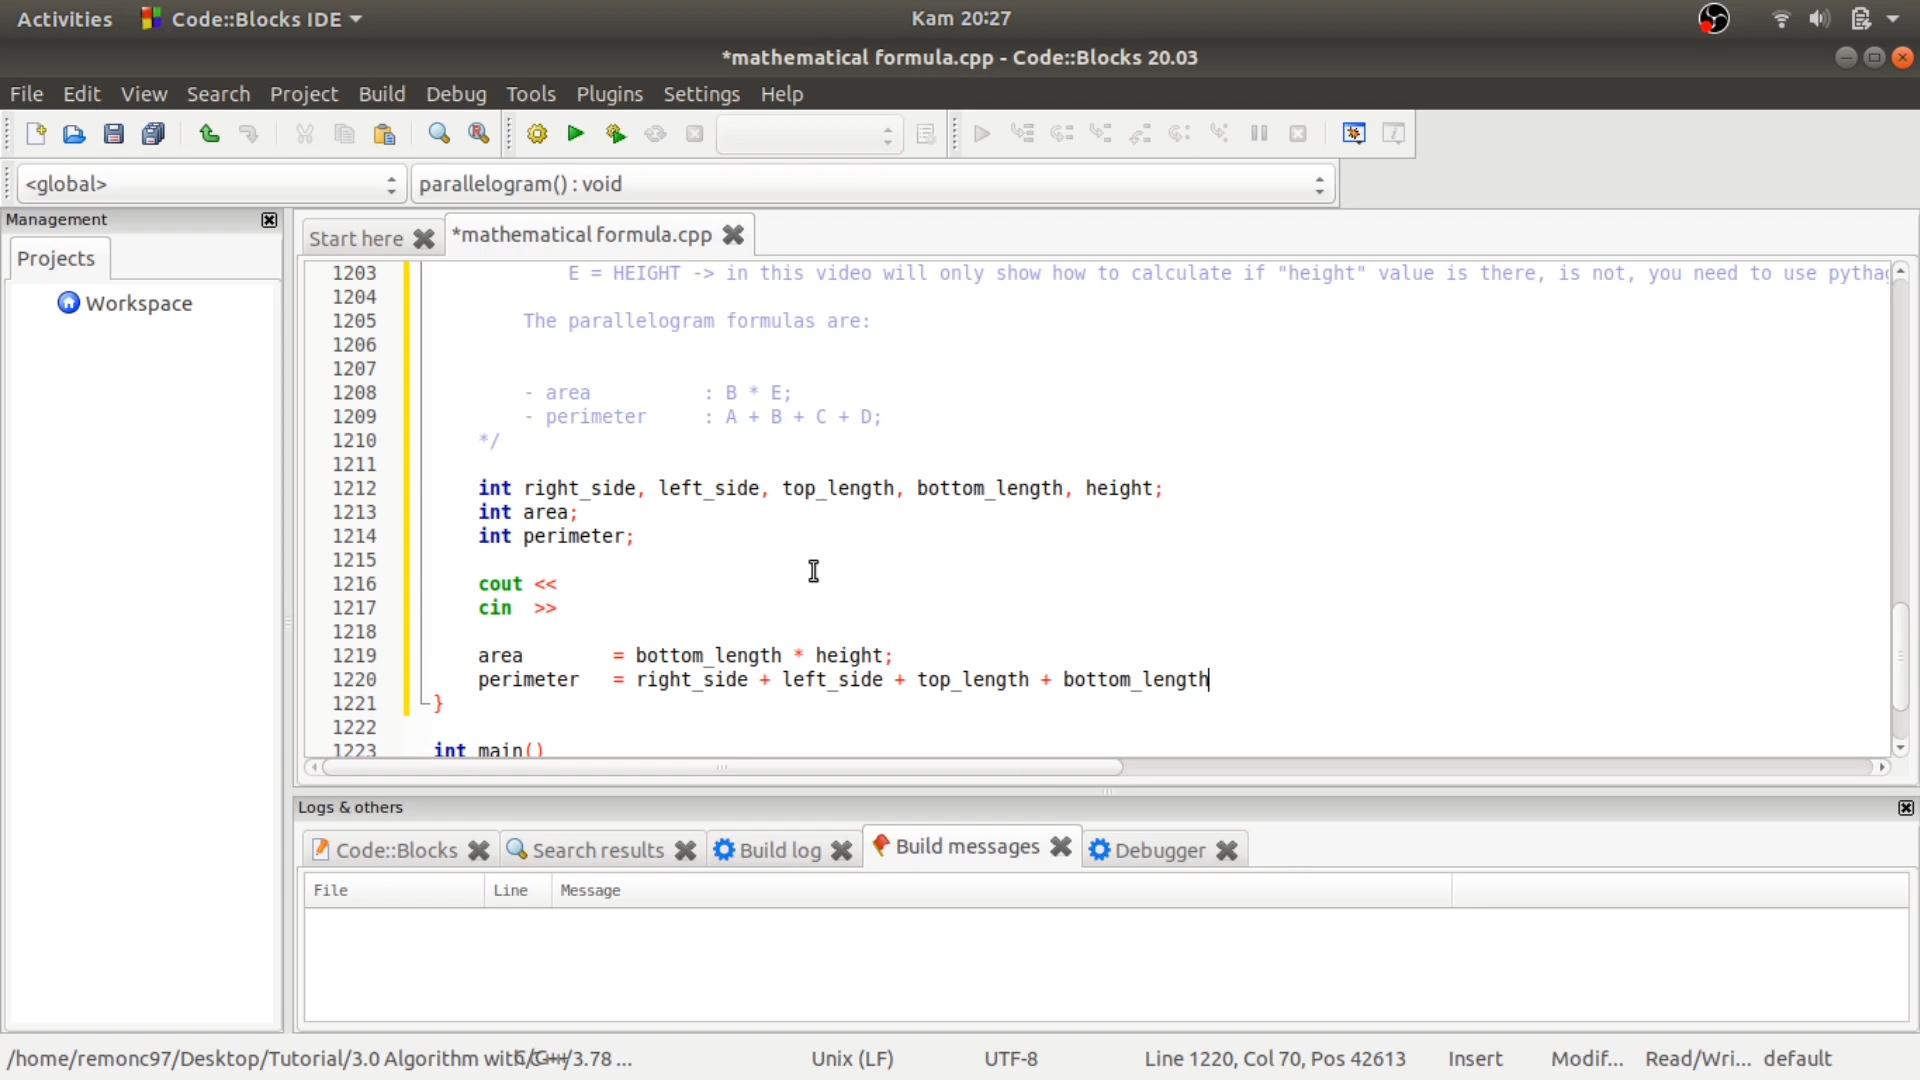 Activities Code::Blocks IDE Kam 20:27
*mathematical formula.cpp - Code::Blocks 20.03
File Edit View Search Project Build Debug Tools Plugins Settings Help
<global> parallelogram() : void
Management
Projects
Workspace
Start here *mathematical formula.cpp
1203 E = HEIGHT -> in this video will only show how to calculate if "height" value is there, is not, you need to use pythag
1204
1205 The parallelogram formulas are:
1206
1207
1208 - area : B * E;
1209 - perimeter : A + B + C + D;
1210 */
1211
1212 int right_side, left_side, top_length, bottom_length, height;
1213 int area;
1214 int perimeter;
1215
1216 cout <<
1217 cin >>
1218
1219 area = bottom_length * height;
1220 perimeter = right_side + left_side + top_length + bottom_length
1221 }
1222
1223 int main()
Logs & others
Code::Blocks Search results Build log Build messages Debugger
File Line Message
/home/remonc97/Desktop/Tutorial/3.0 Algorithm with C/C++/3.78 ... Unix (LF) UTF-8 Line 1220, Col 70, Pos 42613 Insert Modif... Read/Wri... default